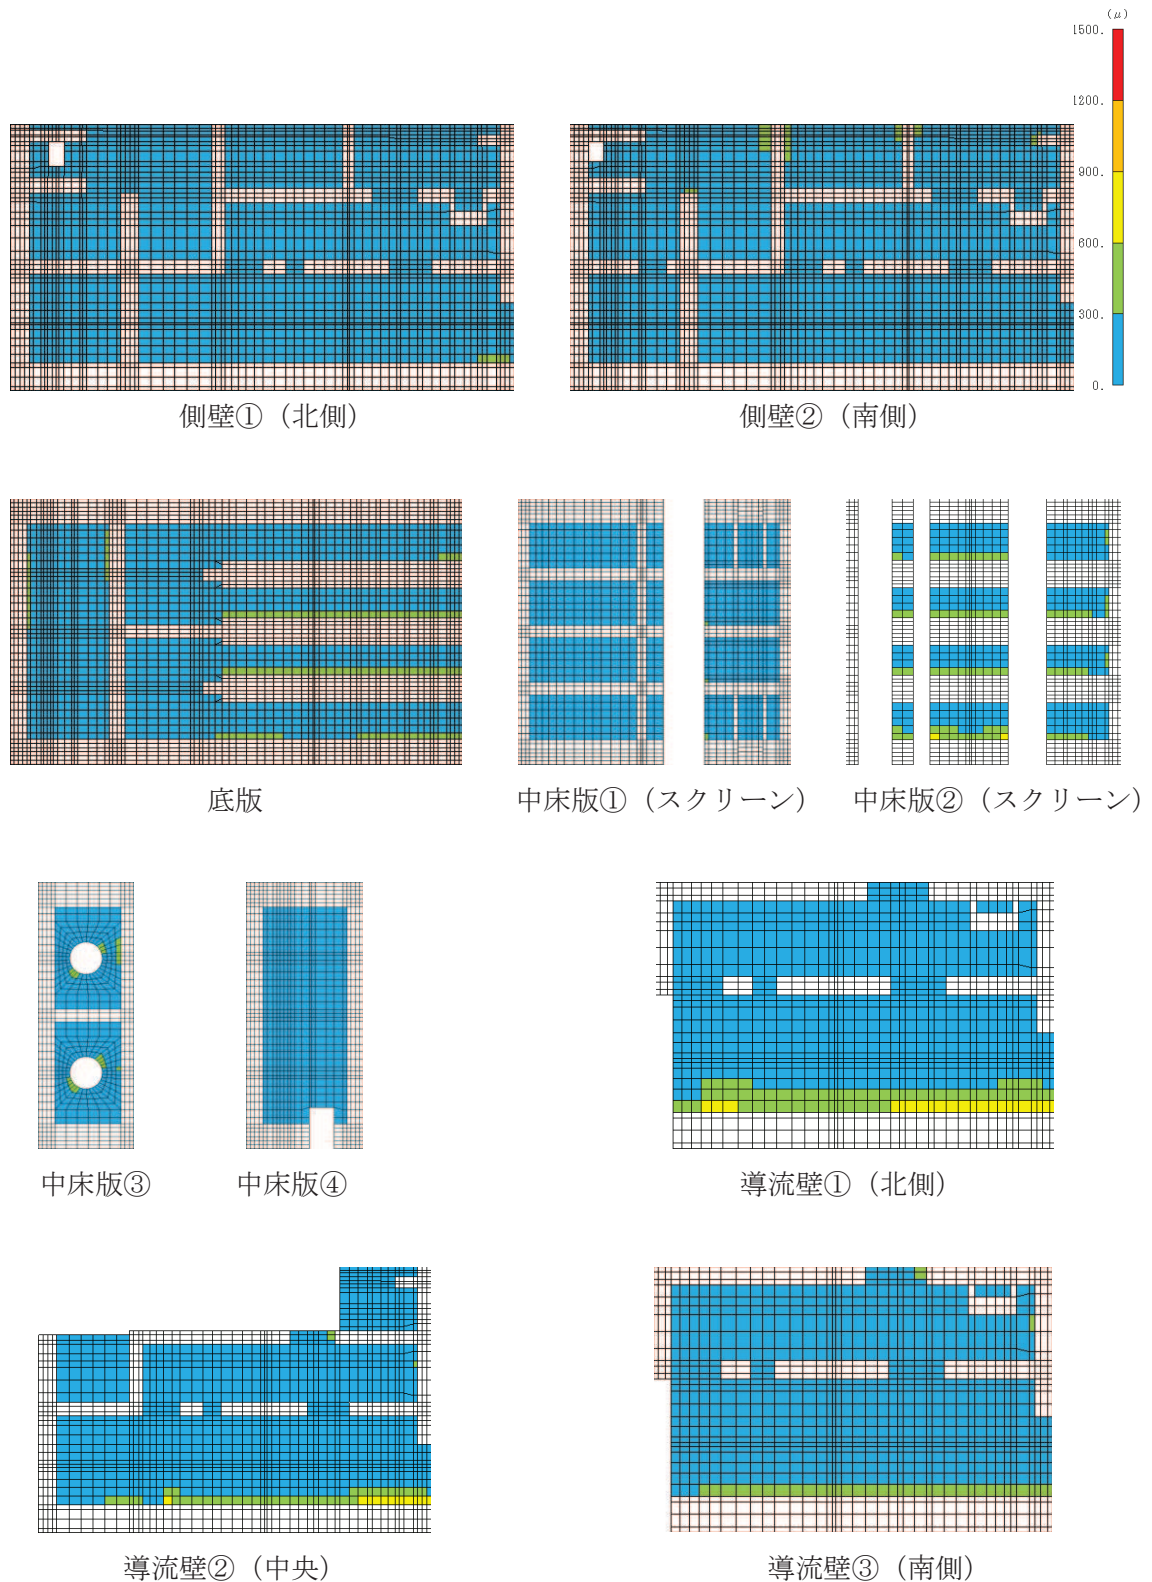 (μ)
1500.
1200.
900.
600.
300.
0.
側壁①（北側）
側壁②（南側）
底版
中床版①（スクリーン）
中床版②（スクリーン）
中床版③
中床版④
導流壁①（北側）
導流壁②（中央）
導流壁③（南側）